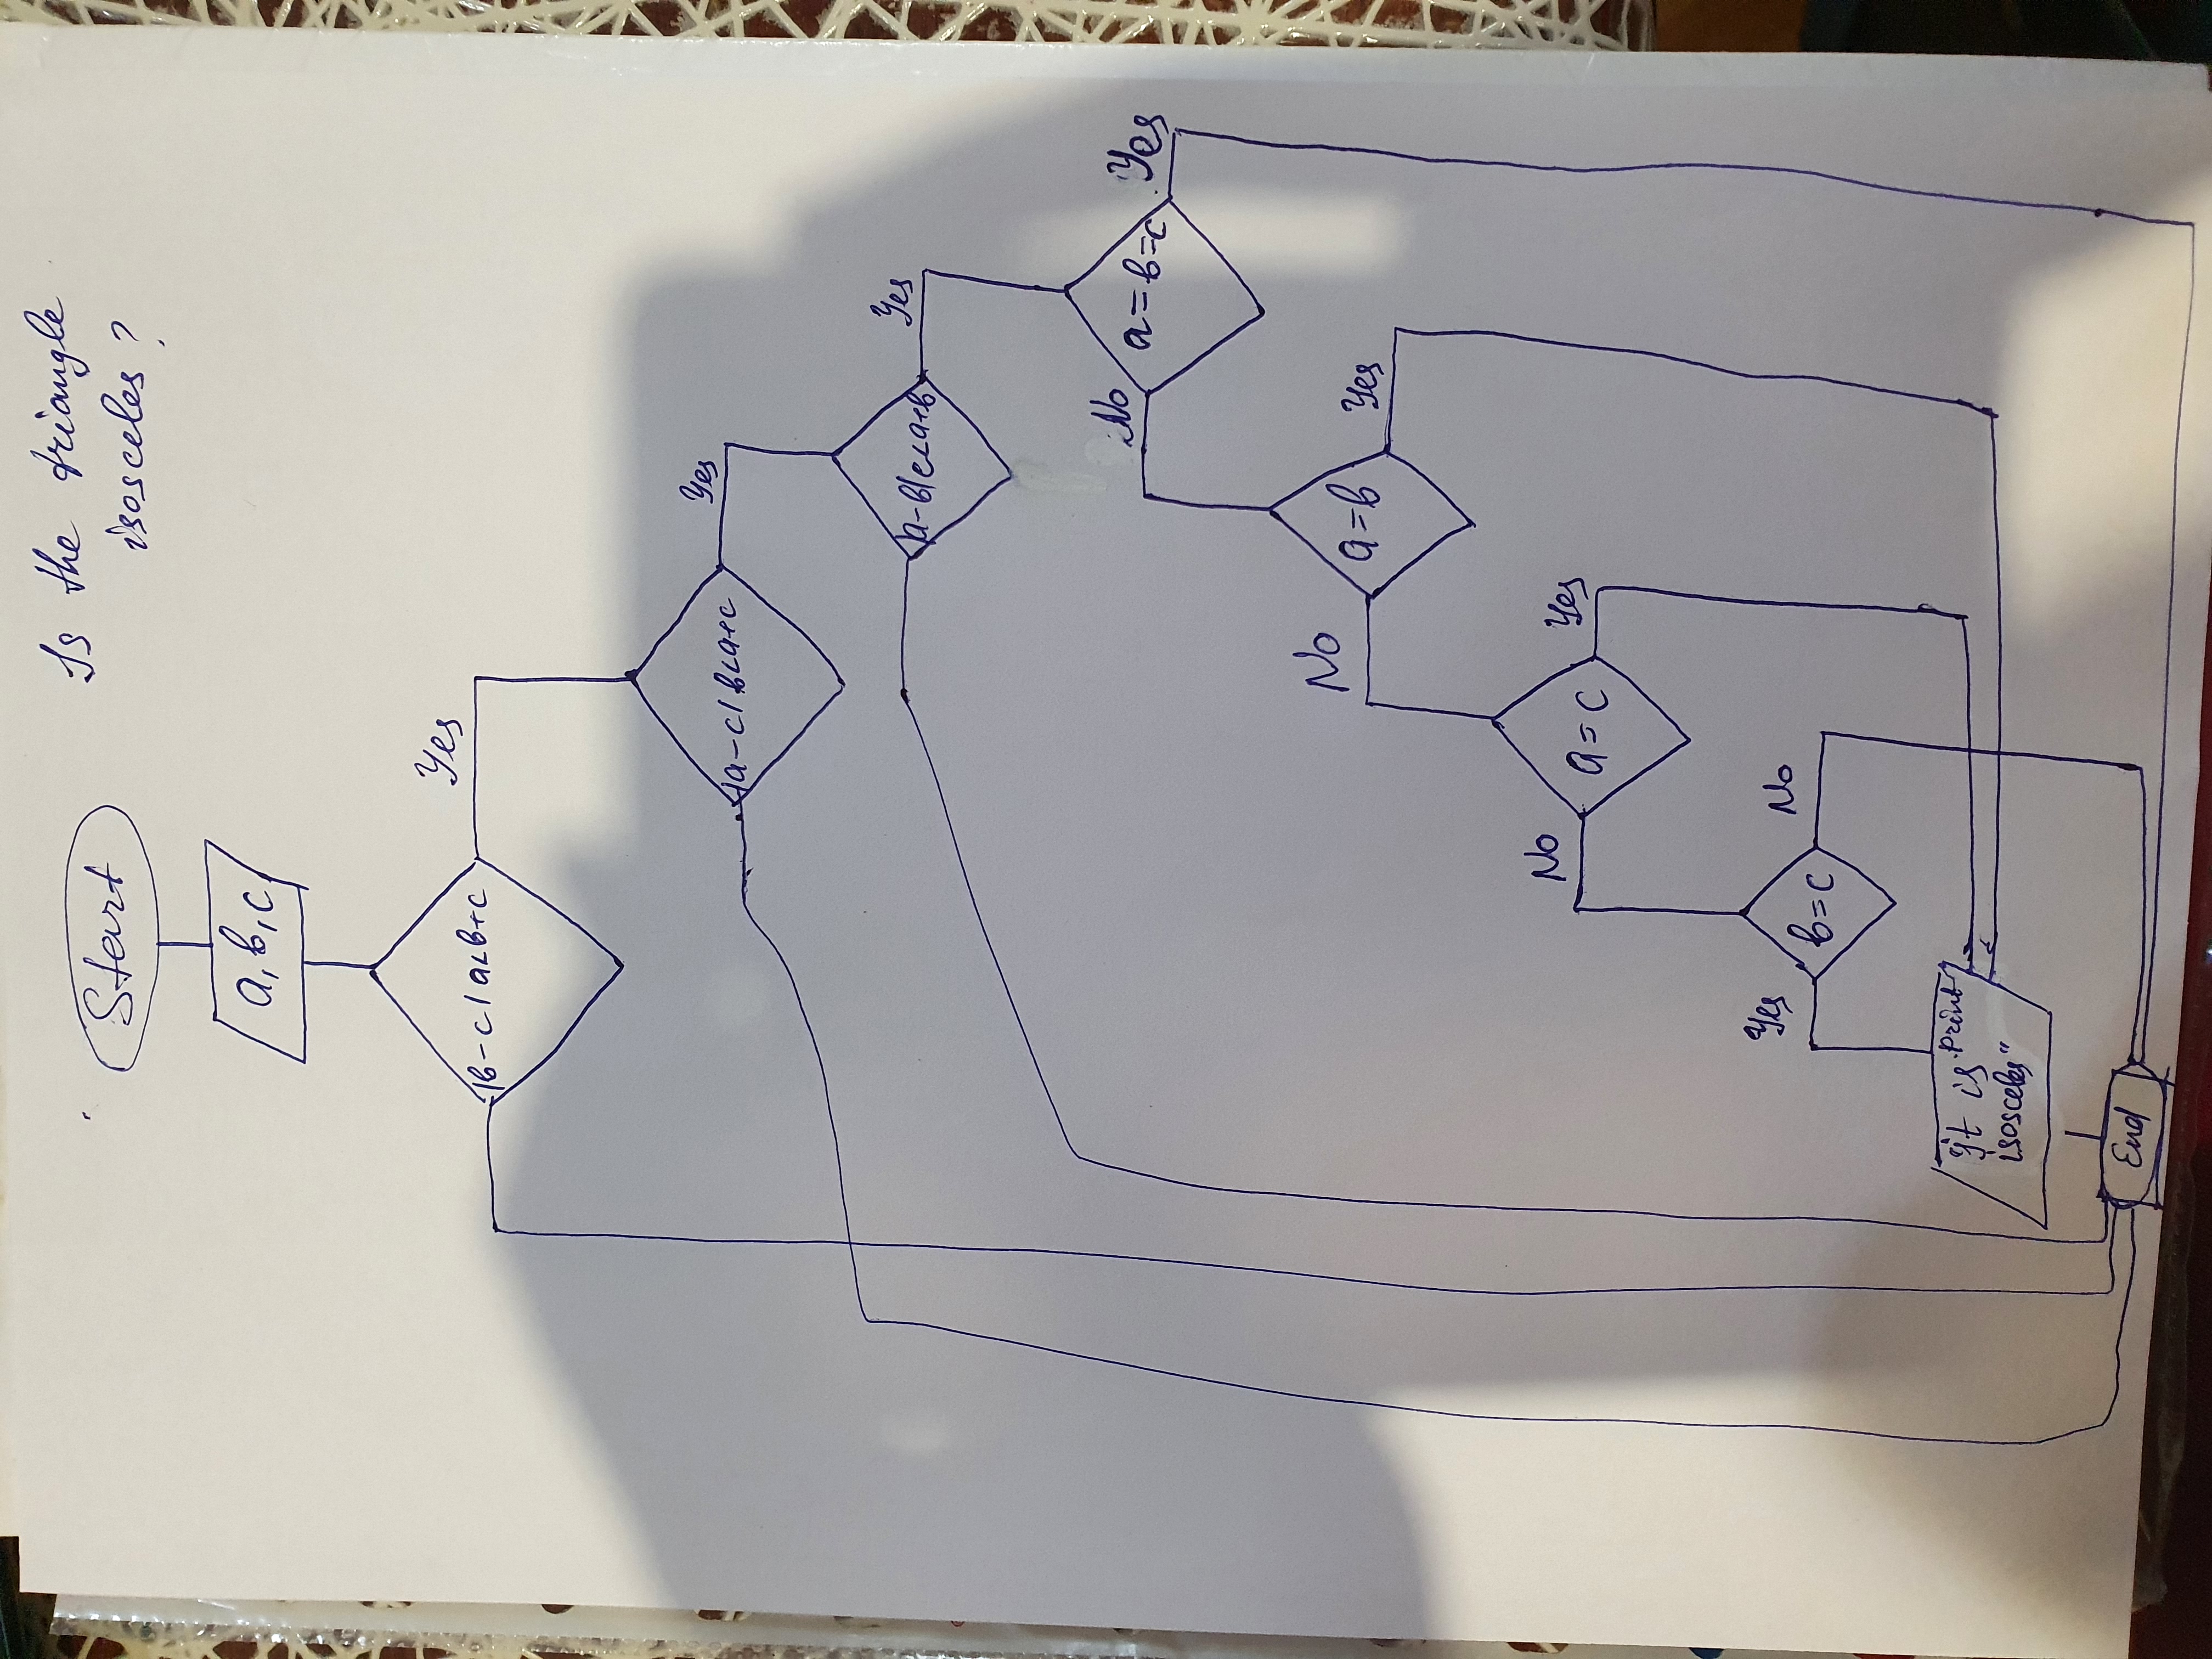 Is the triangle
isosceles?
Start
a, b, c
Yes
|b-c| a<b+c
Yes
|a-c| b<a+c
Yes
|a-b| c<a+b
No
a=b=c
Yes
No
a=b
Yes
No
a=c
Yes
Yes
b=c
No
"It is Print
isosceles"
End